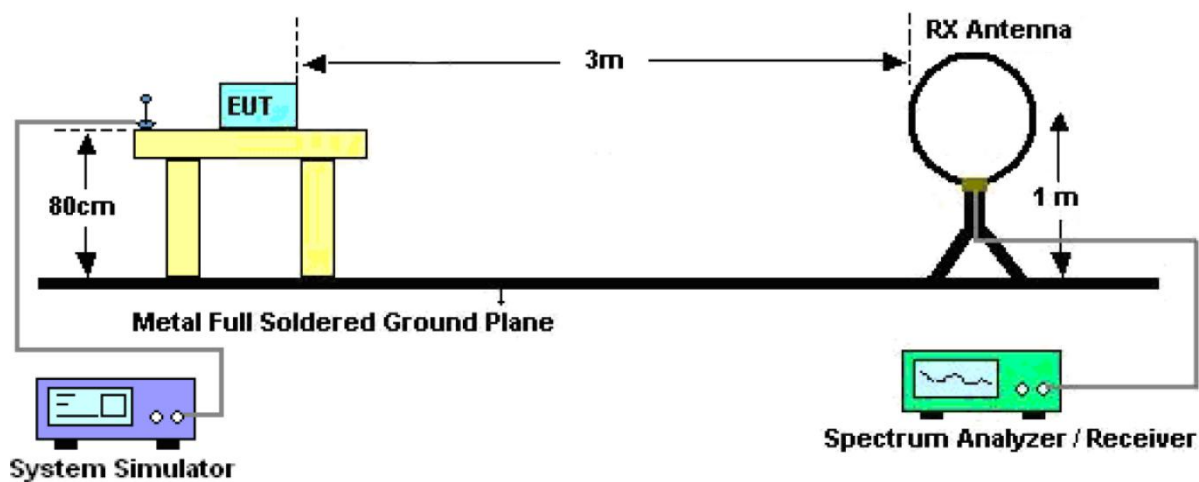 RX Antenna
3m
EUT
80cm
1 m
Metal Full Soldered Ground Plane
System Simulator
Spectrum Analyzer / Receiver